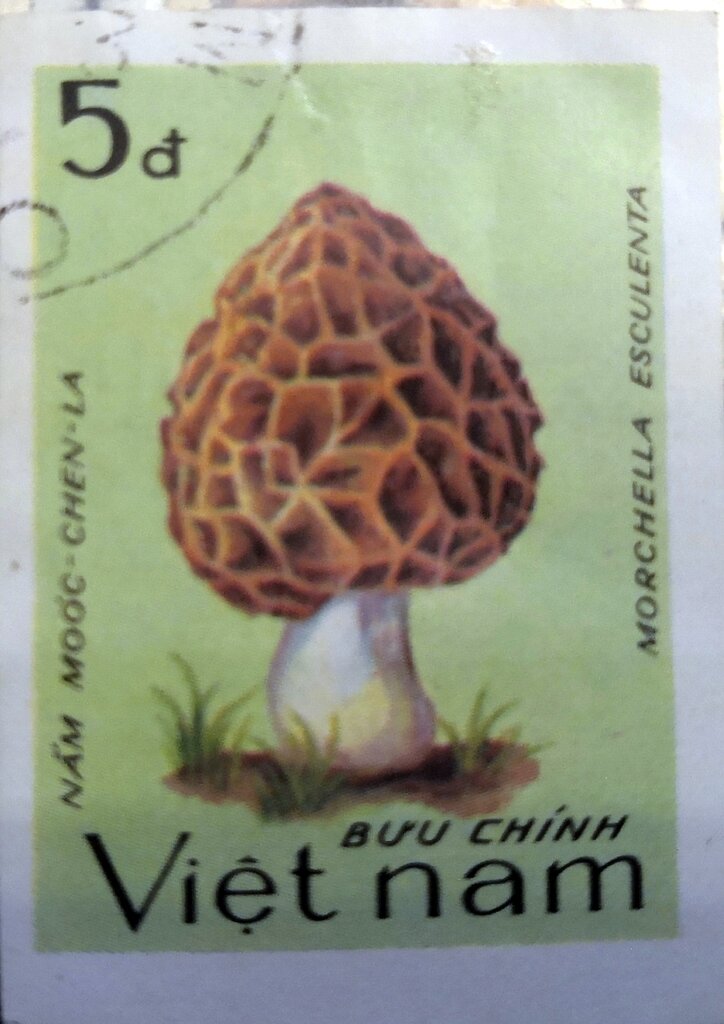 5đ
NẤM MOÓC-CHEN-LA
MORCHELLA ESCULENTA
BƯU CHÍNH
Việt nam